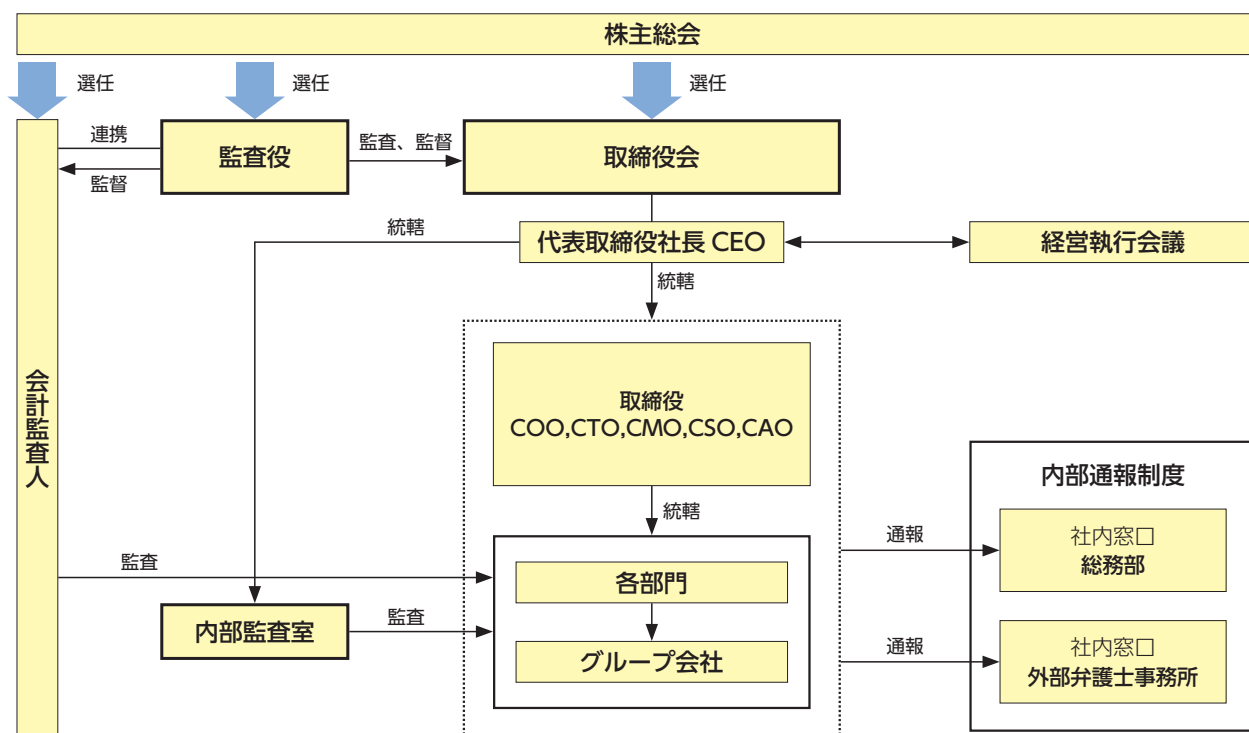 株主総会
選任
選任
選任
連携
監督
監査役
監査、監督
取締役会
統轄
代表取締役社長 CEO
経営執行会議
統轄
会計監査人
取締役
COO,CTO,CMO,CSO,CAO
統轄
内部通報制度
通報
社内窓口
総務部
監査
各部門
内部監査室
監査
グループ会社
通報
社内窓口
外部弁護士事務所